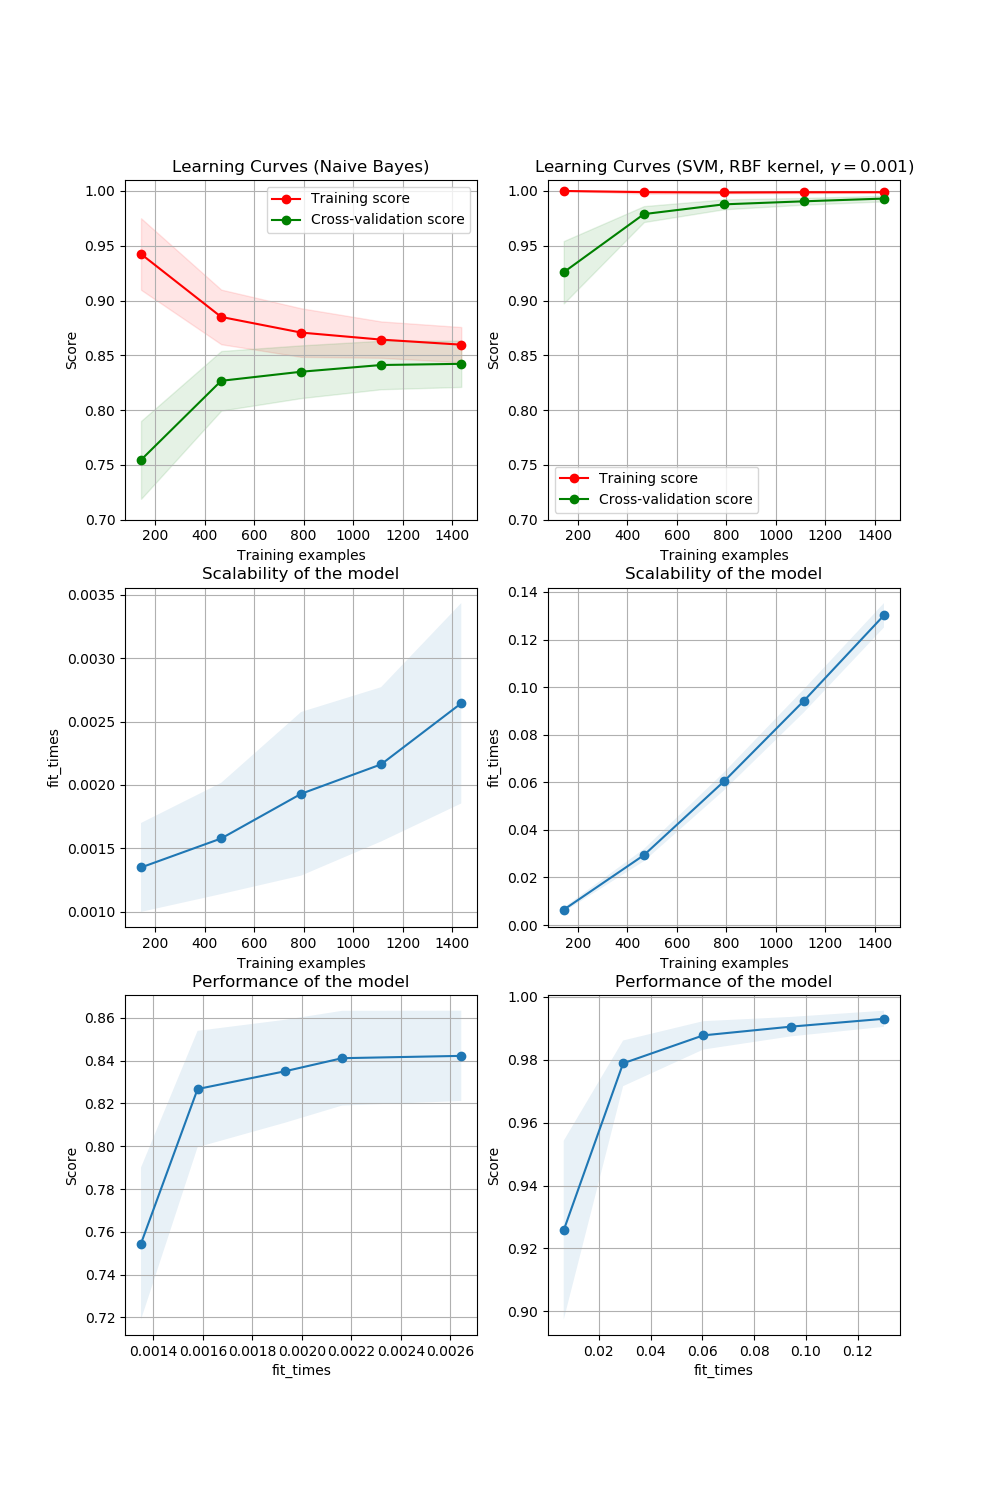 Learning Curves (Naive Bayes)
1.00
0.95
0.90
0.85
0.80
0.75
0.70
Score
Training score
Cross-validation score
200 400 600 800 1000 1200 1400
Training examples
Learning Curves (SVM, RBF kernel, γ = 0.001)
1.00
0.95
0.90
0.85
0.80
0.75
0.70
Score
Training score
Cross-validation score
200 400 600 800 1000 1200 1400
Training examples
Scalability of the model
0.0035
0.0030
0.0025
0.0020
0.0015
0.0010
fit_times
200 400 600 800 1000 1200 1400
Training examples
Scalability of the model
0.14
0.12
0.10
0.08
0.06
0.04
0.02
0.00
fit_times
200 400 600 800 1000 1200 1400
Training examples
Performance of the model
0.86
0.84
0.82
0.80
0.78
0.76
0.74
0.72
Score
0.0014 0.0016 0.0018 0.0020 0.0022 0.0024 0.0026
fit_times
Performance of the model
1.00
0.98
0.96
0.94
0.92
0.90
Score
0.02 0.04 0.06 0.08 0.10 0.12
fit_times